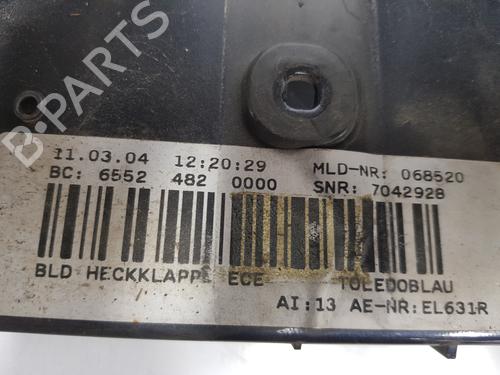 B-PARTS
11.03.04 12:20:29 MLD-NR: 068520
BC: 6552 482 0000 SNR: 7042928
BLD HECKKLAPPE ECE TOLEDOBLAU
AI:13 AE-NR:EL631R